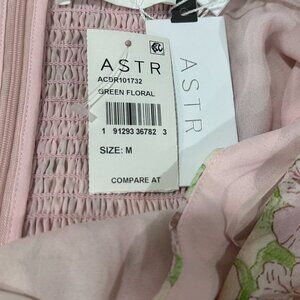 ASTR
ACDR101732
GREEN FLORAL
1 91293 36782 3
SIZE: M
COMPARE AT
ASTR